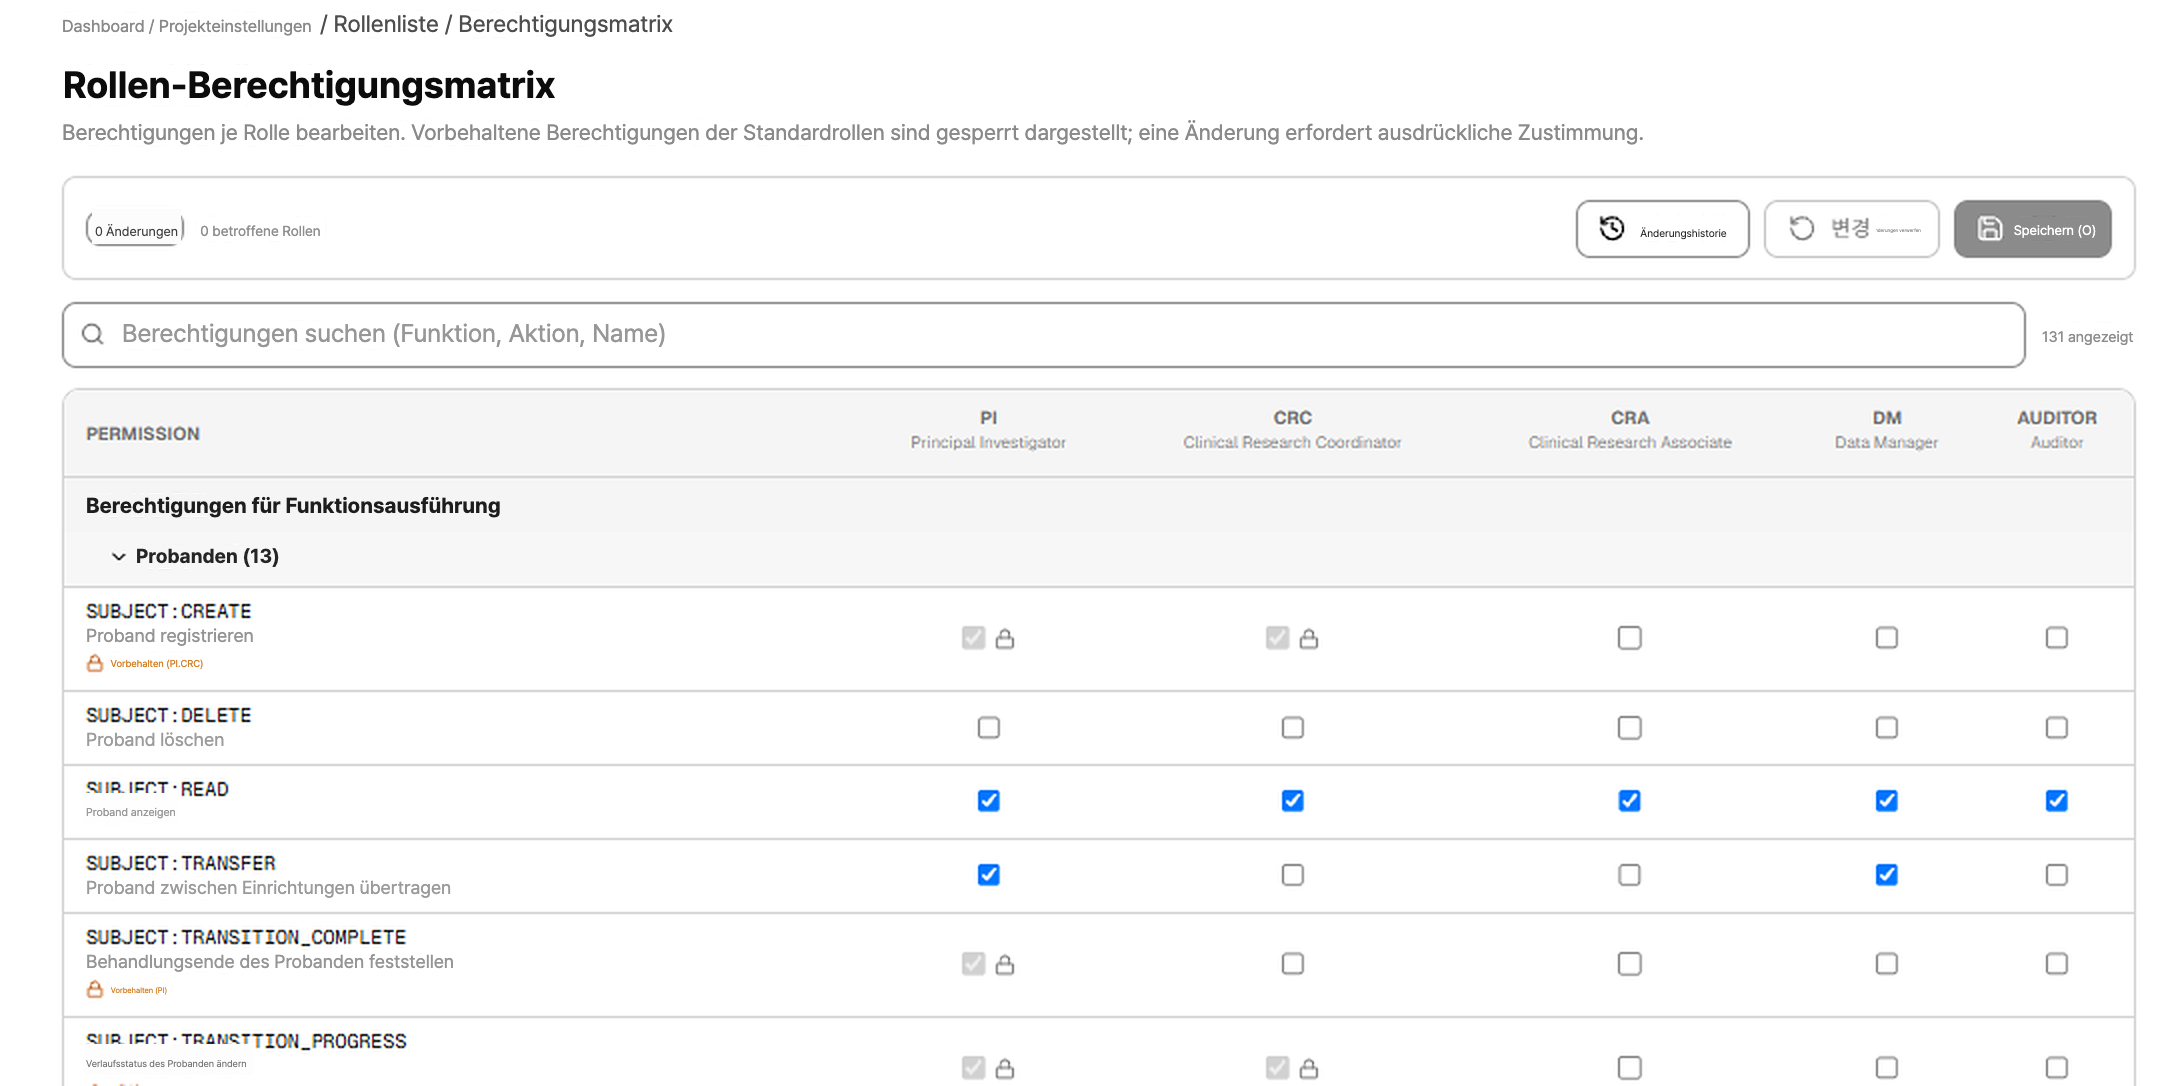 Dashboard / Projekteinstellungen / Rollenliste / Berechtigungsmatrix
Rollen-Berechtigungsmatrix
Berechtigungen je Rolle bearbeiten. Vorbehaltene Berechtigungen der Standardrollen sind gesperrt dargestellt; eine Änderung erfordert ausdrückliche Zustimmung.
0 Änderungen 0 betroffene Rollen Änderungshistorie 변경 verwerfen Speichern (0)
Berechtigungen suchen (Funktion, Aktion, Name) 131 angezeigt
PERMISSION PI CRC CRA DM AUDITOR
Principal Investigator Clinical Research Coordinator Clinical Research Associate Data Manager Auditor
Berechtigungen für Funktionsausführung
Probanden (13)
SUBJECT:CREATE
Proband registrieren
Vorbehalten (PI.CRC)
SUBJECT:DELETE
Proband löschen
SUBJECT:READ
Proband anzeigen
SUBJECT:TRANSFER
Proband zwischen Einrichtungen übertragen
SUBJECT:TRANSITION_COMPLETE
Behandlungsende des Probanden feststellen
Vorbehalten (PI)
SUBJECT:TRANSITION_PROGRESS
Verlaufsstatus des Probanden ändern